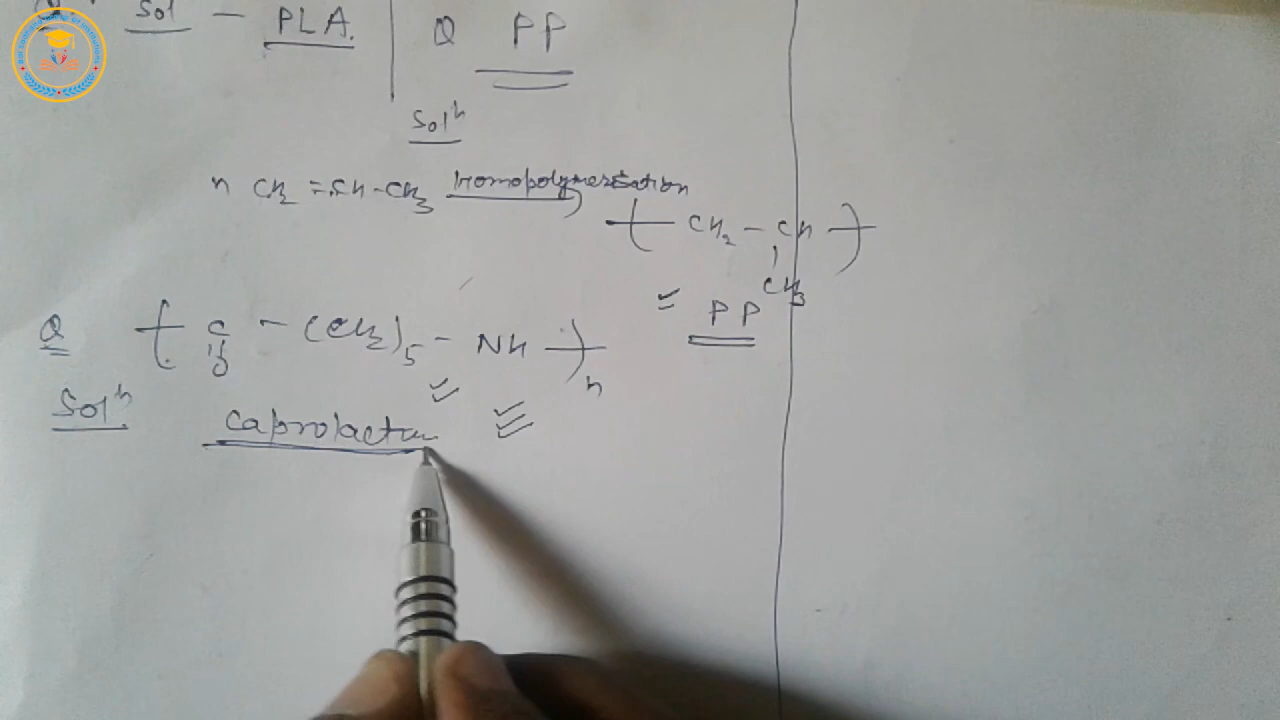 Sol - PLA.
Q PP
Solⁿ
n CH₂ = CH-CH₃ Homopolymerisation
( CH₂ - CH )
CH₃
PP
Q ( C - (CH₂)₅ - NH )n
O
Solⁿ Caprolactam